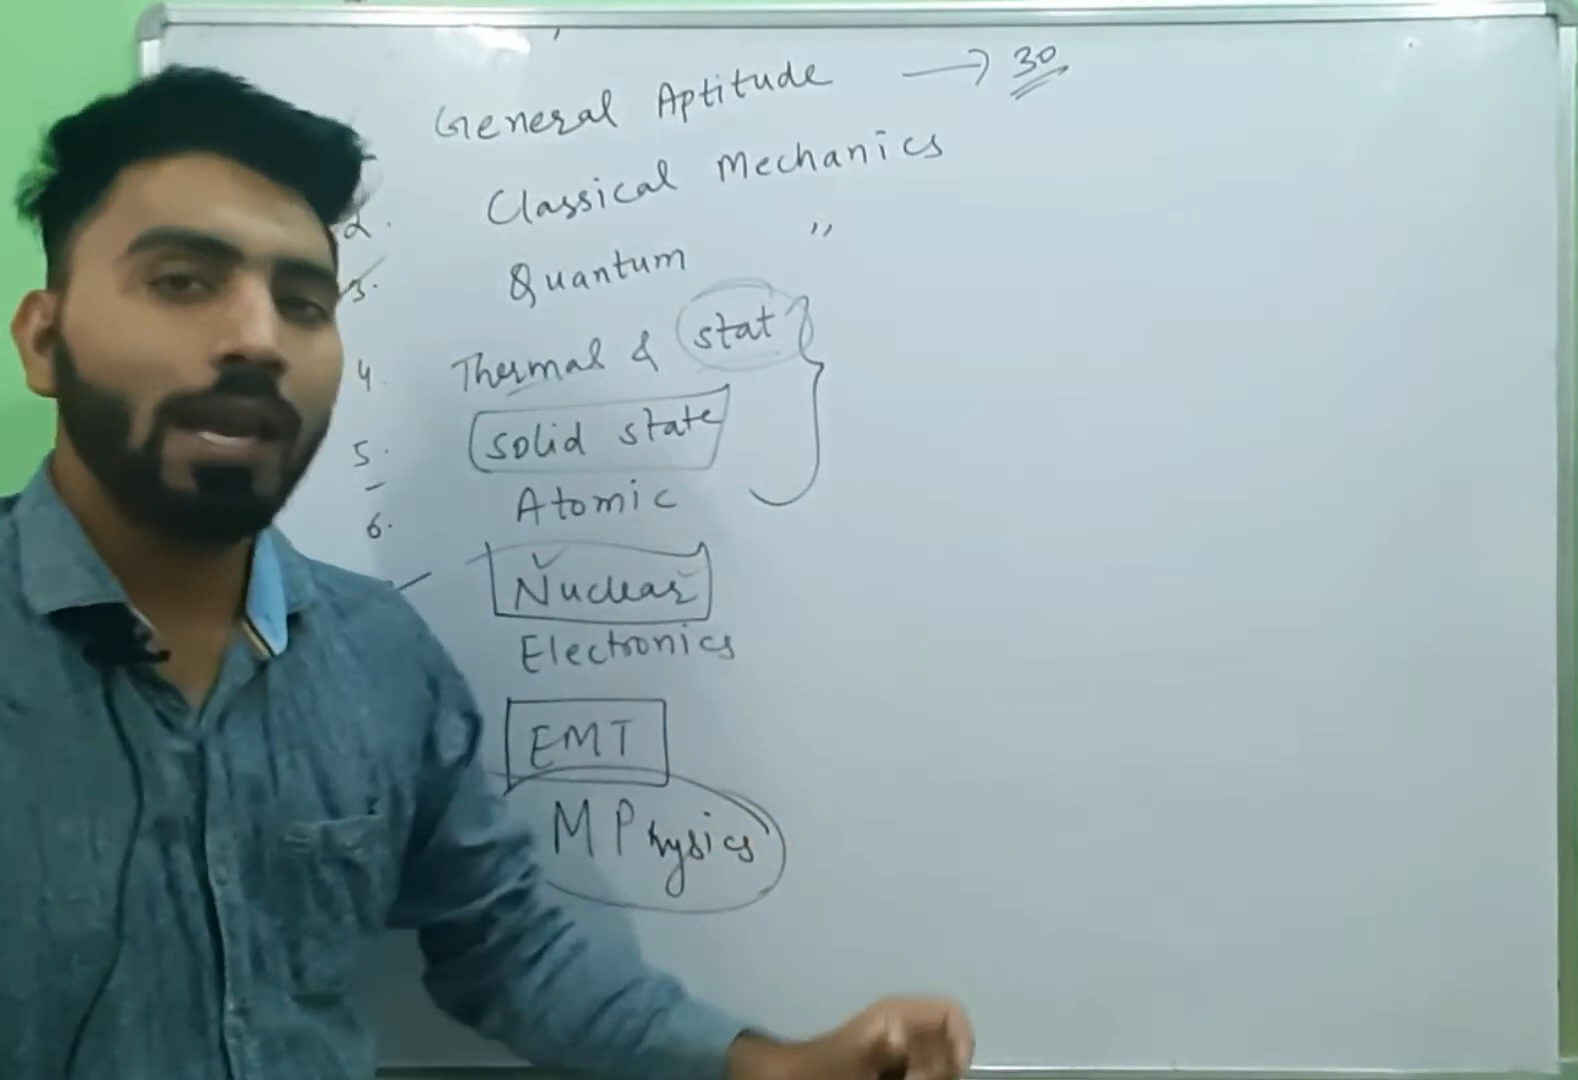 General Aptitude → 30
2. Classical Mechanics
3. Quantum "
4. Thermal & stat
5. solid state
6. Atomic
Nuclear
Electronics
EMT
M Physics